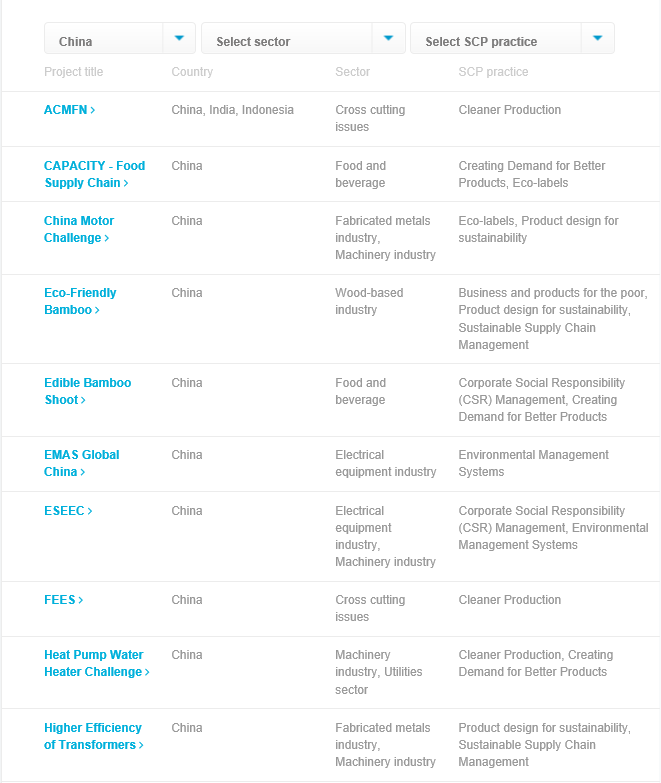 China Select sector Select SCP practice
Project title Country Sector SCP practice
ACMFN > China, India, Indonesia Cross cutting Cleaner Production
issues
CAPACITY - Food China Food and Creating Demand for Better
Supply Chain > beverage Products, Eco-labels
China Motor China Fabricated metals Eco-labels, Product design for
Challenge > industry, sustainability
Machinery industry
Eco-Friendly China Wood-based Business and products for the poor,
Bamboo > industry Product design for sustainability,
Sustainable Supply Chain
Management
Edible Bamboo China Food and Corporate Social Responsibility
Shoot > beverage (CSR) Management, Creating
Demand for Better Products
EMAS Global China Electrical Environmental Management
China > equipment industry Systems
ESEEC > China Electrical Corporate Social Responsibility
equipment (CSR) Management, Environmental
industry, Management Systems
Machinery industry
FEES > China Cross cutting Cleaner Production
issues
Heat Pump Water China Machinery Cleaner Production, Creating
Heater Challenge > industry, Utilities Demand for Better Products
sector
Higher Efficiency China Fabricated metals Product design for sustainability,
of Transformers > industry, Sustainable Supply Chain
Machinery industry Management